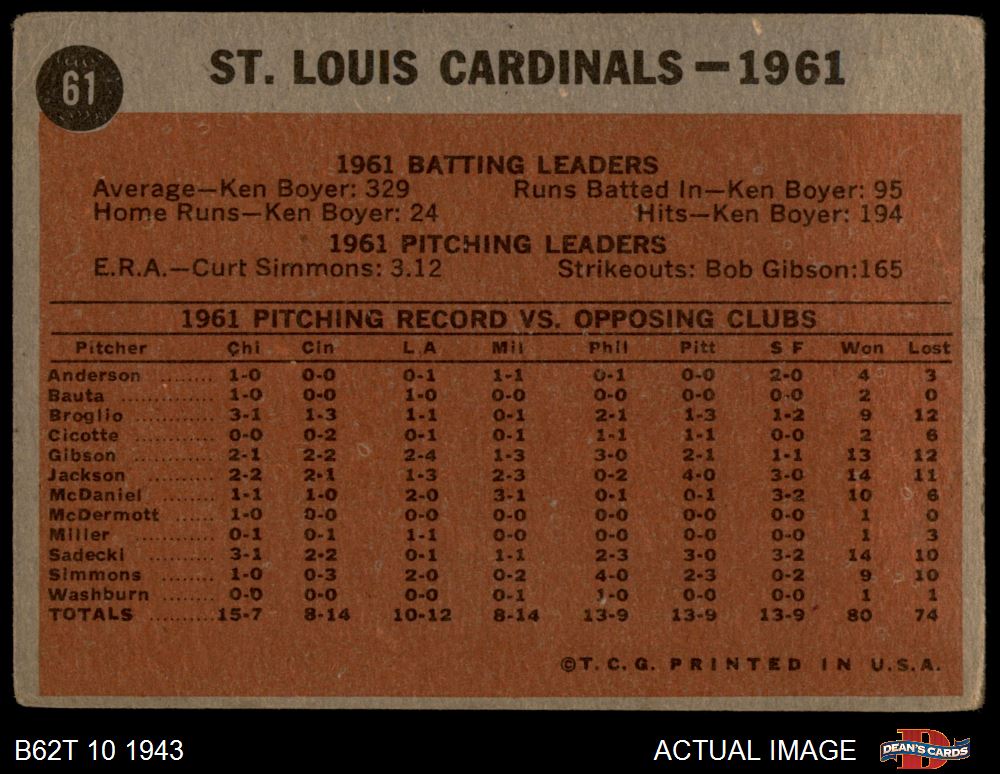 61
ST. LOUIS CARDINALS — 1961
1961 BATTING LEADERS
Average—Ken Boyer: 329 Runs Batted In—Ken Boyer: 95
Home Runs—Ken Boyer: 24 Hits—Ken Boyer: 194
1961 PITCHING LEADERS
E.R.A.—Curt Simmons: 3.12 Strikeouts: Bob Gibson:165
1961 PITCHING RECORD VS. OPPOSING CLUBS
Pitcher Chi Cin L A Mil Phil Pitt S F Won Lost
Anderson ........ 1-0 0-0 0-1 1-1 0-1 0-0 2-0 4 3
Bauta ............ 1-0 0-0 1-0 0-0 0-0 0-0 0-0 2 0
Broglio .......... 3-1 1-3 1-1 0-1 2-1 1-3 1-2 9 12
Cicotte .......... 0-0 0-2 0-1 0-1 1-1 1-1 0-0 2 6
Gibson .......... 2-1 2-2 2-4 1-3 3-0 2-1 1-1 13 12
Jackson ......... 2-2 2-1 1-3 2-3 0-2 4-0 3-0 14 11
McDaniel ........ 1-1 1-0 2-0 3-1 0-1 0-1 3-2 10 6
McDermott ...... 1-0 0-0 0-0 0-0 0-0 0-0 0-0 1 0
Miller ........... 0-1 0-1 1-1 0-0 0-0 0-0 0-0 1 3
Sadecki ......... 3-1 2-2 0-1 1-1 2-3 3-0 3-2 14 10
Simmons ........ 1-0 0-3 2-0 0-2 4-0 2-3 0-2 9 10
Washburn ........ 0-0 0-0 0-0 0-1 1-0 0-0 0-0 1 1
TOTALS ..........15-7 8-14 10-12 8-14 13-9 13-9 13-9 80 74
©T. C. G. PRINTED IN U.S.A.
B62T 10 1943 ACTUAL IMAGE
D
DEAN'S CARDS